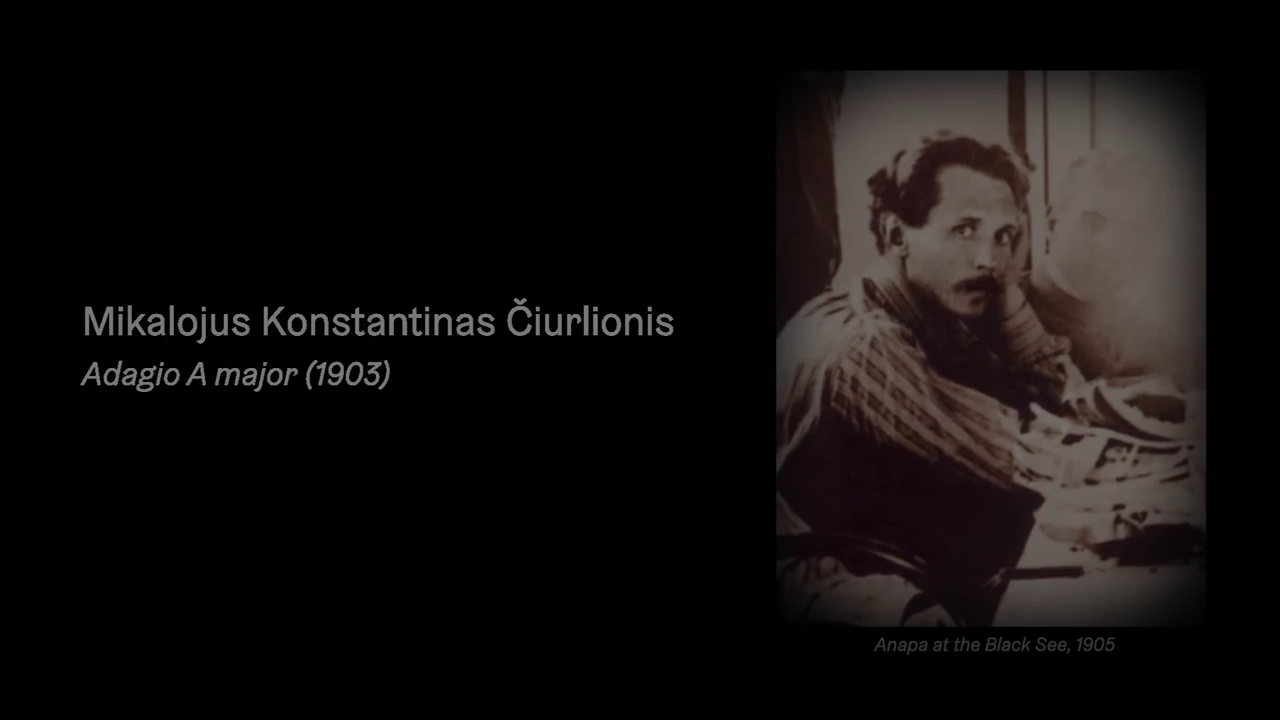 Mikalojus Konstantinas Čiurlionis
Adagio A major (1903)
Anapa at the Black See, 1905